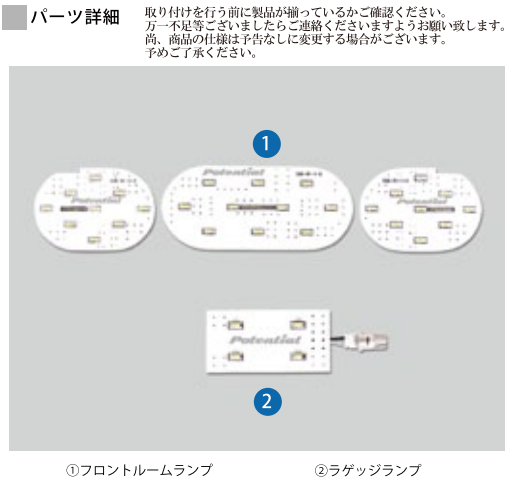 パーツ詳細
取り付けを行う前に製品が揃っているかご確認ください。
万一不足等ございましたらご連絡くださいますようお願い致します。
尚、商品の仕様は予告なしに変更する場合がございます。
予めご了承ください。
1
Potential
Potential
Potential
Potential
2
①フロントルームランプ
②ラゲッジランプ